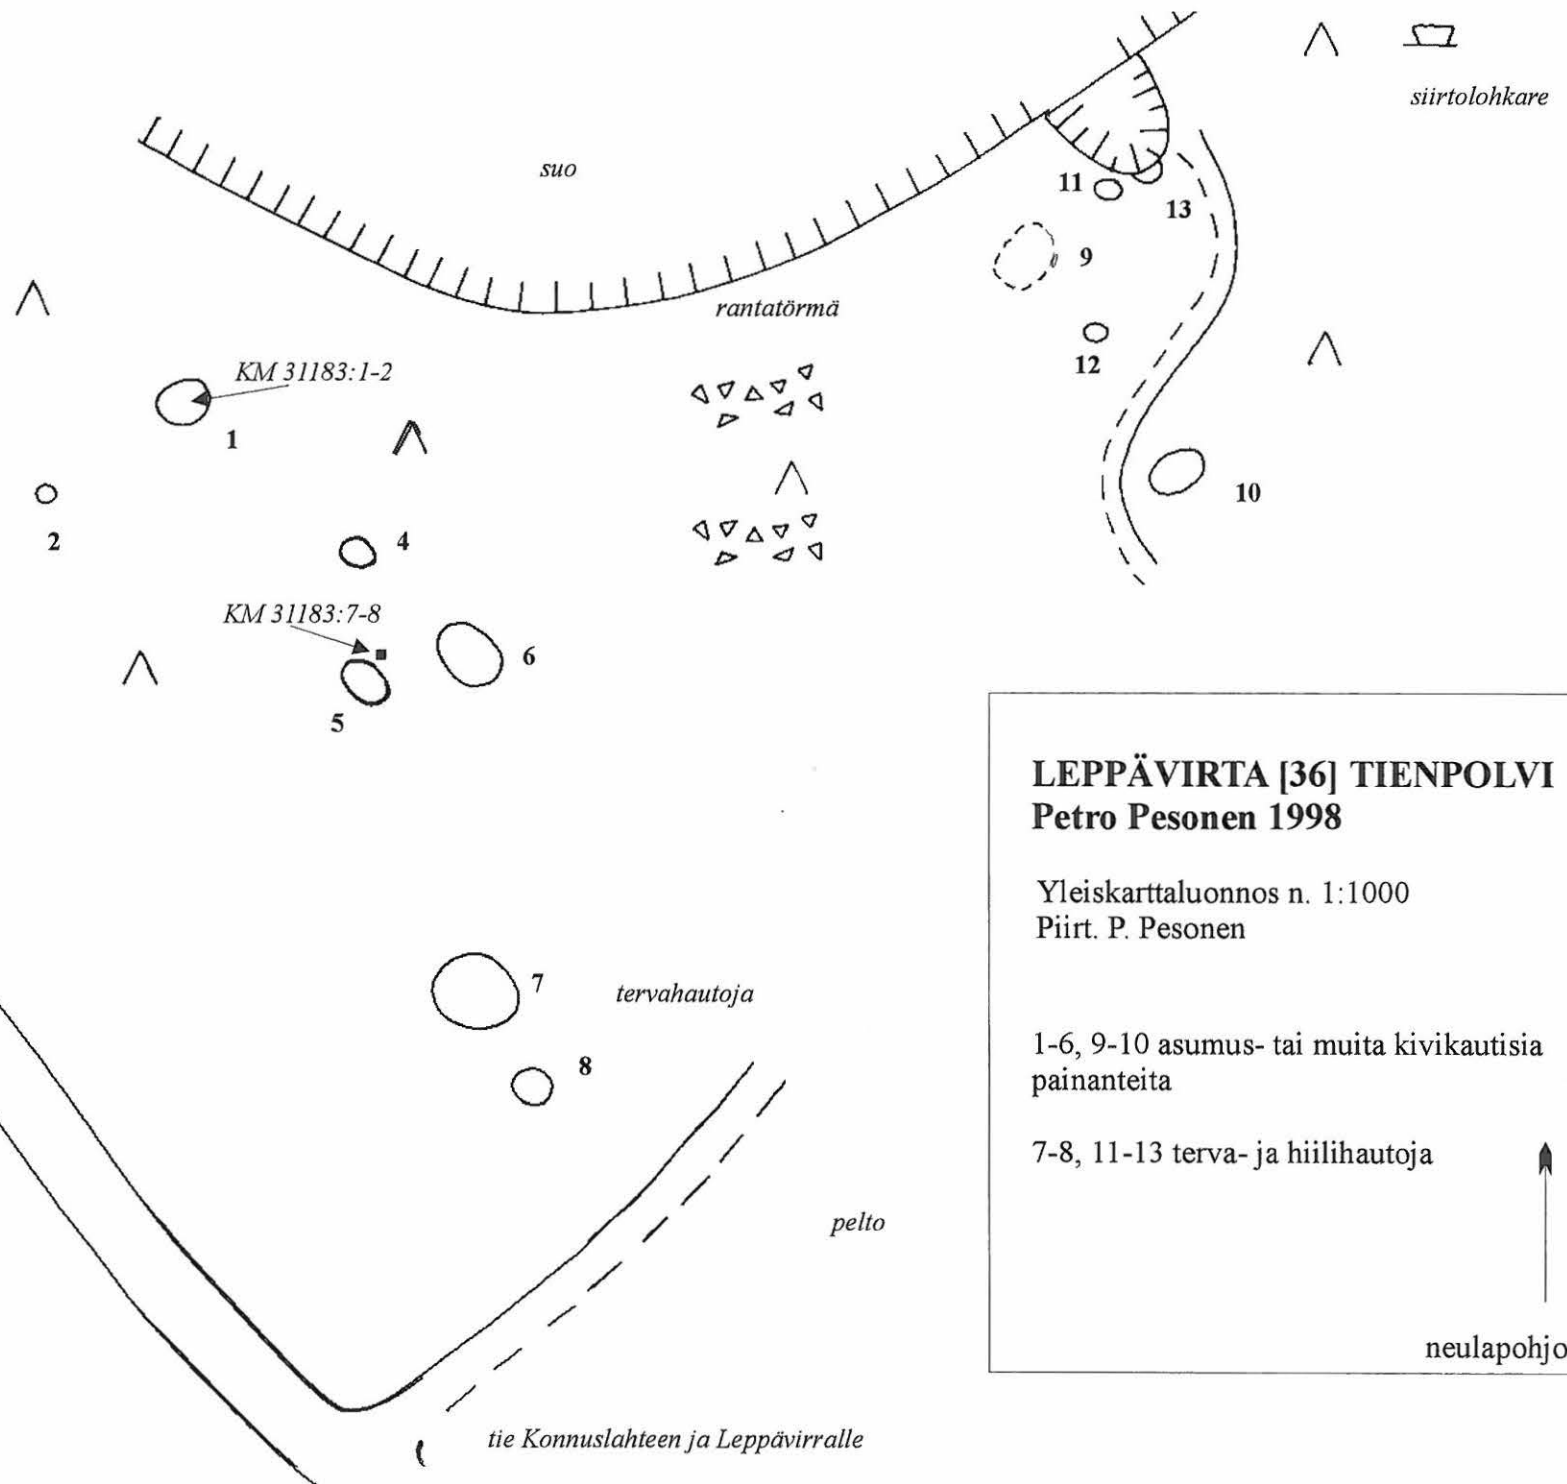 siirtolohkare
suo
11
13
9
rantatörmä
12
KM 31183:1-2
1
10
2
4
KM 31183:7-8
6
5
LEPPÄVIRTA [36] TIENPOLVI
Petro Pesonen 1998
Yleiskarttaluonnos n. 1:1000
Piirt. P. Pesonen
7
tervahautoja
1-6, 9-10 asumus- tai muita kivikautisia
painanteita
8
7-8, 11-13 terva- ja hiilihautoja
pelto
neulapohjo
tie Konnuslahteen ja Leppävirralle